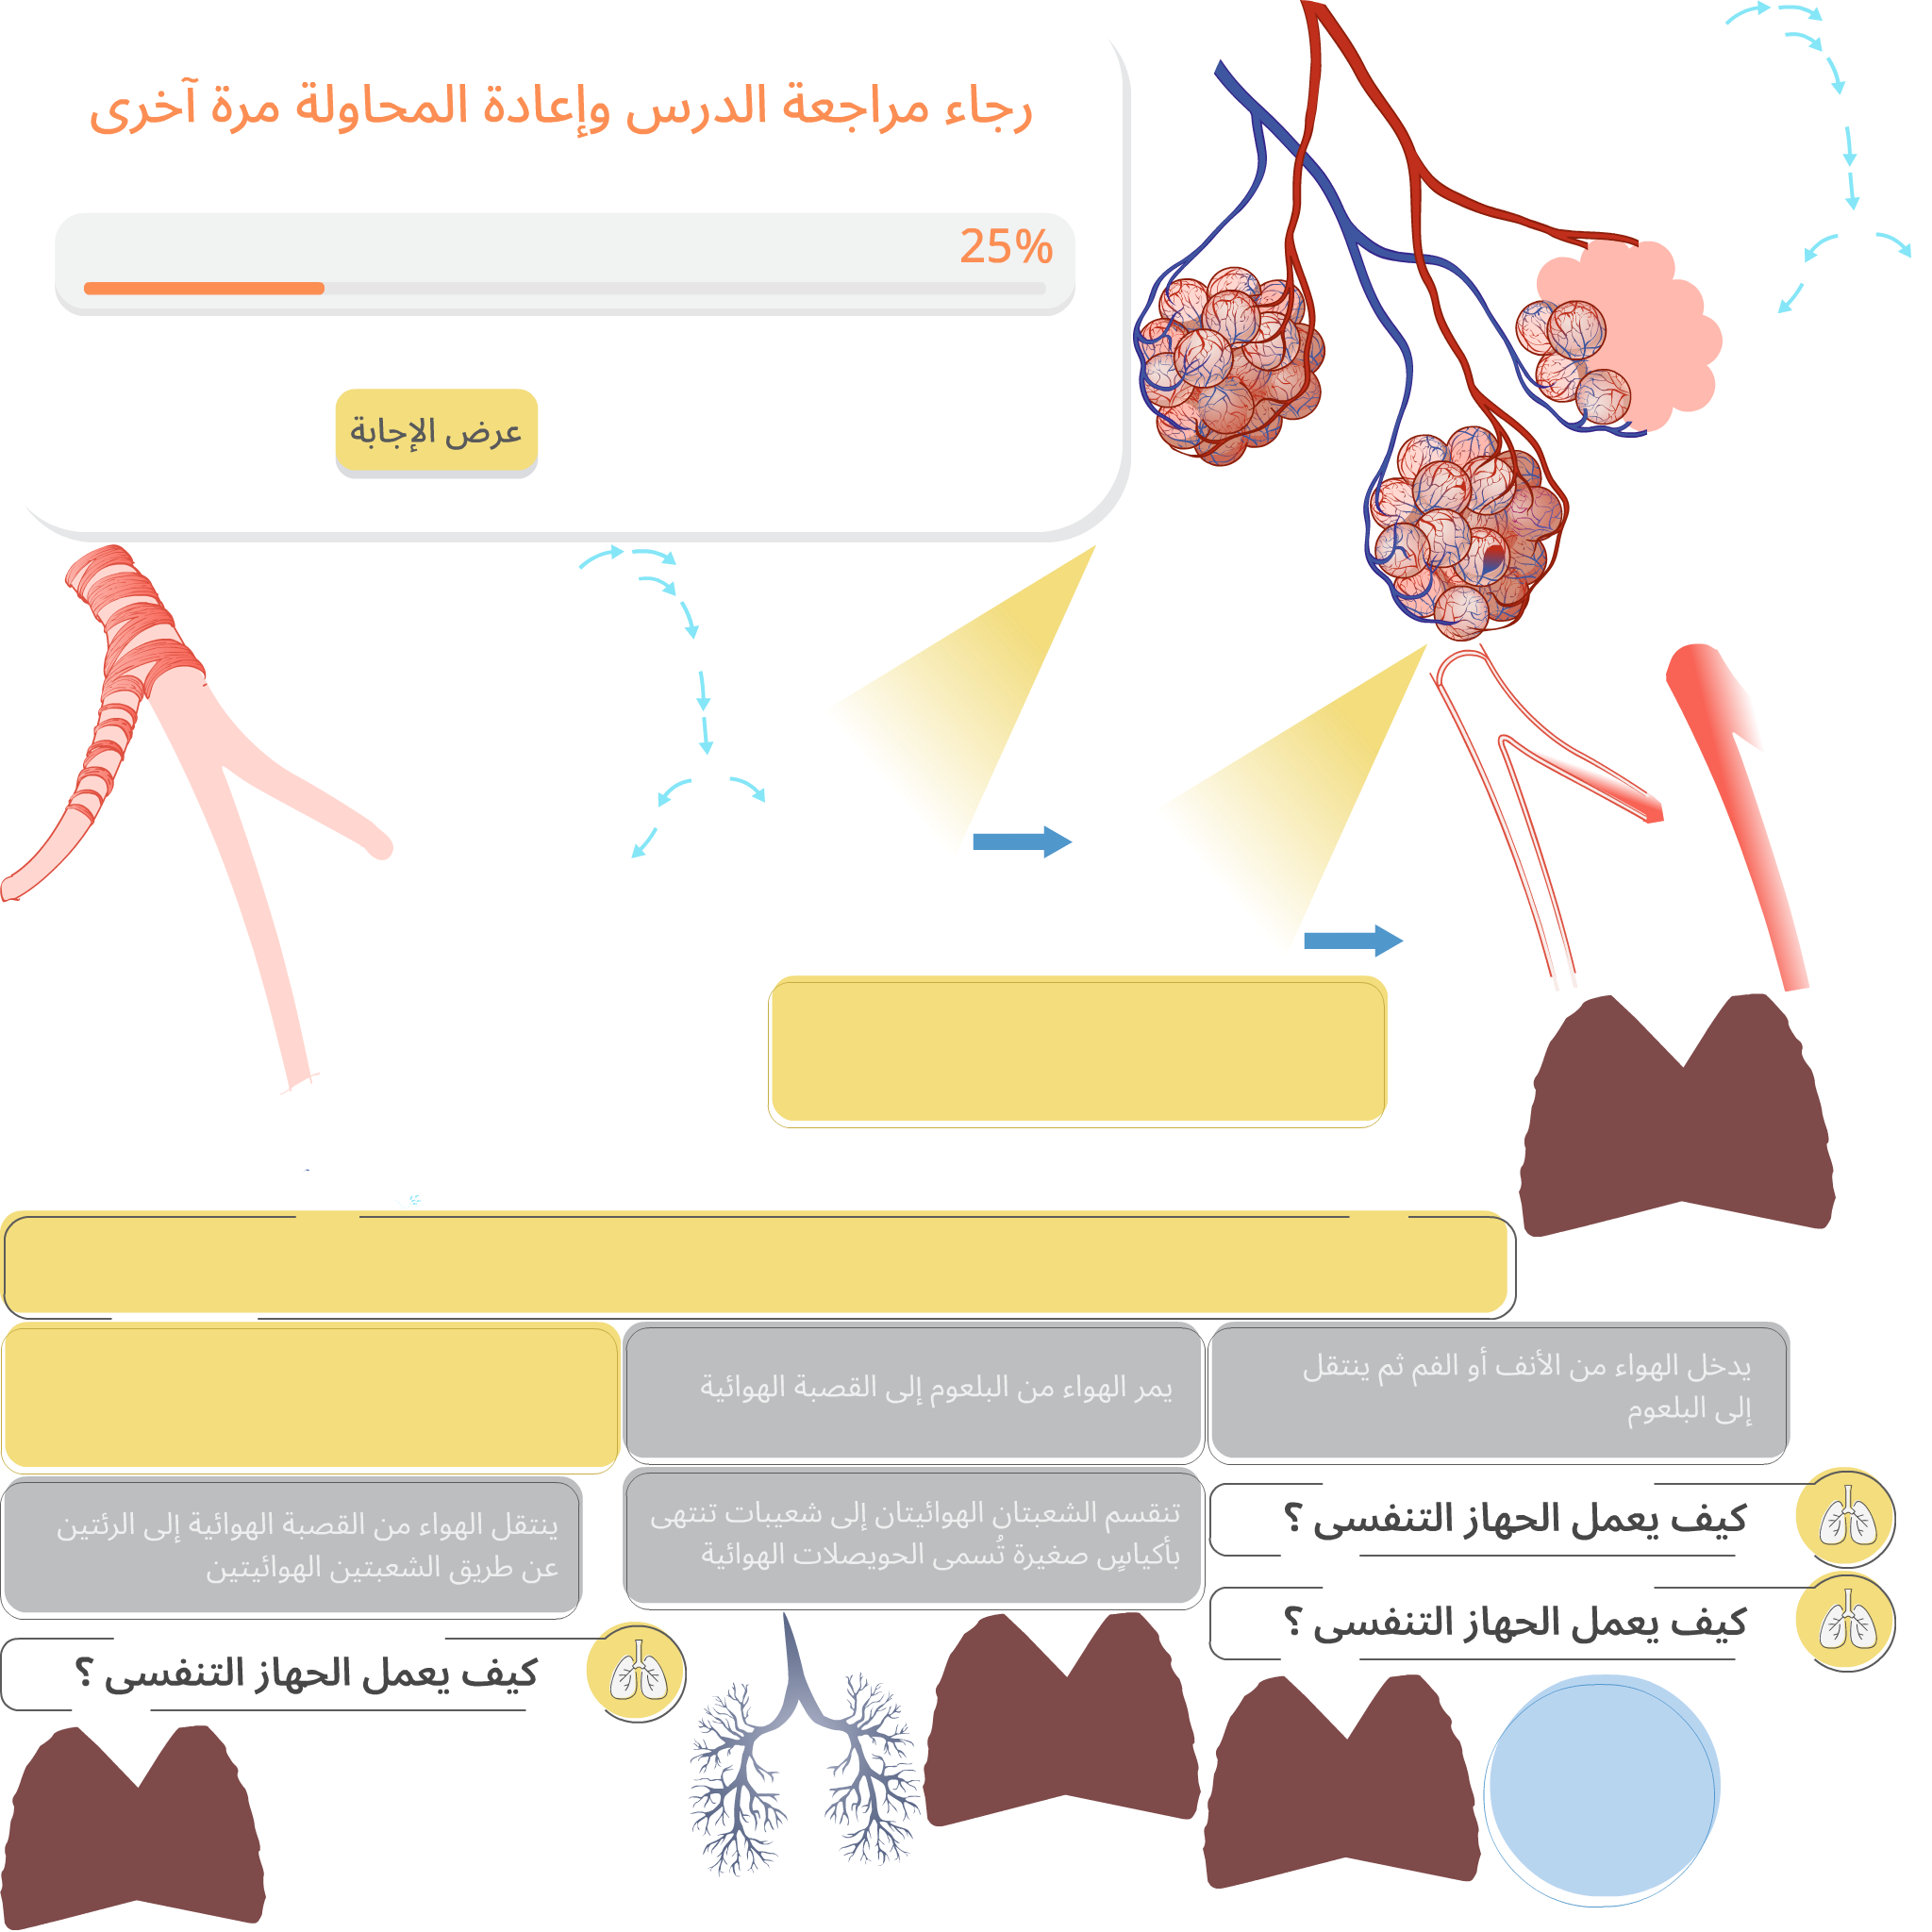 رجاء مراجعة الدرس وإعادة المحاولة مرة آخرى
25%
عرض الإجابة
يدخل الهواء من الأنف أو الفم ثم ينتقل
إلى البلعوم
يمر الهواء من البلعوم إلى القصبة الهوائية
كيف يعمل الجهاز التنفسى ؟
تنقسم الشعبتان الهوائيتان إلى شعيبات تنتهى
بأكياسٍ صغيرة تُسمى الحويصلات الهوائية
ينتقل الهواء من القصبة الهوائية إلى الرئتين
عن طريق الشعبتين الهوائيتين
كيف يعمل الجهاز التنفسى ؟
كيف يعمل الجهاز التنفسى ؟